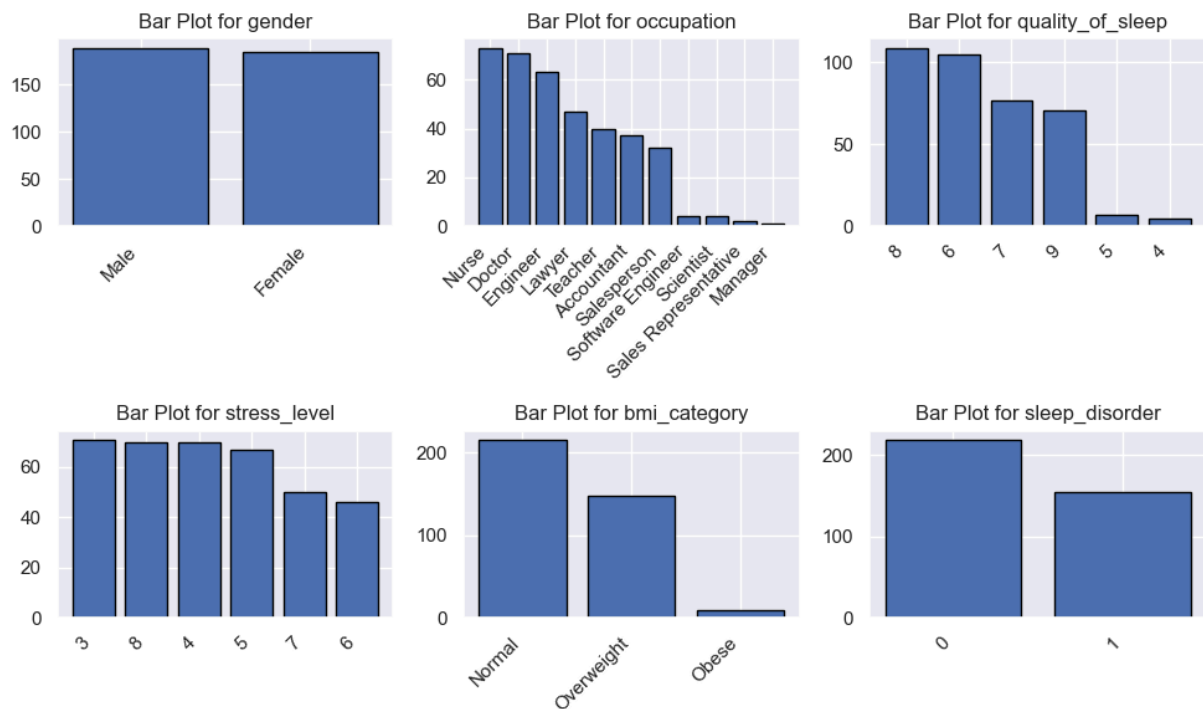 Bar Plot for gender
150
100
50
0
Male
Female
Bar Plot for occupation
60
40
20
0
Nurse
Doctor
Engineer
Lawyer
Teacher
Accountant
Salesperson
Software Engineer
Scientist
Sales Representative
Manager
Bar Plot for quality_of_sleep
100
50
0
8
6
7
9
5
4
Bar Plot for stress_level
60
40
20
0
3
8
4
5
7
6
Bar Plot for bmi_category
200
100
0
Normal
Overweight
Obese
Bar Plot for sleep_disorder
200
100
0
0
1